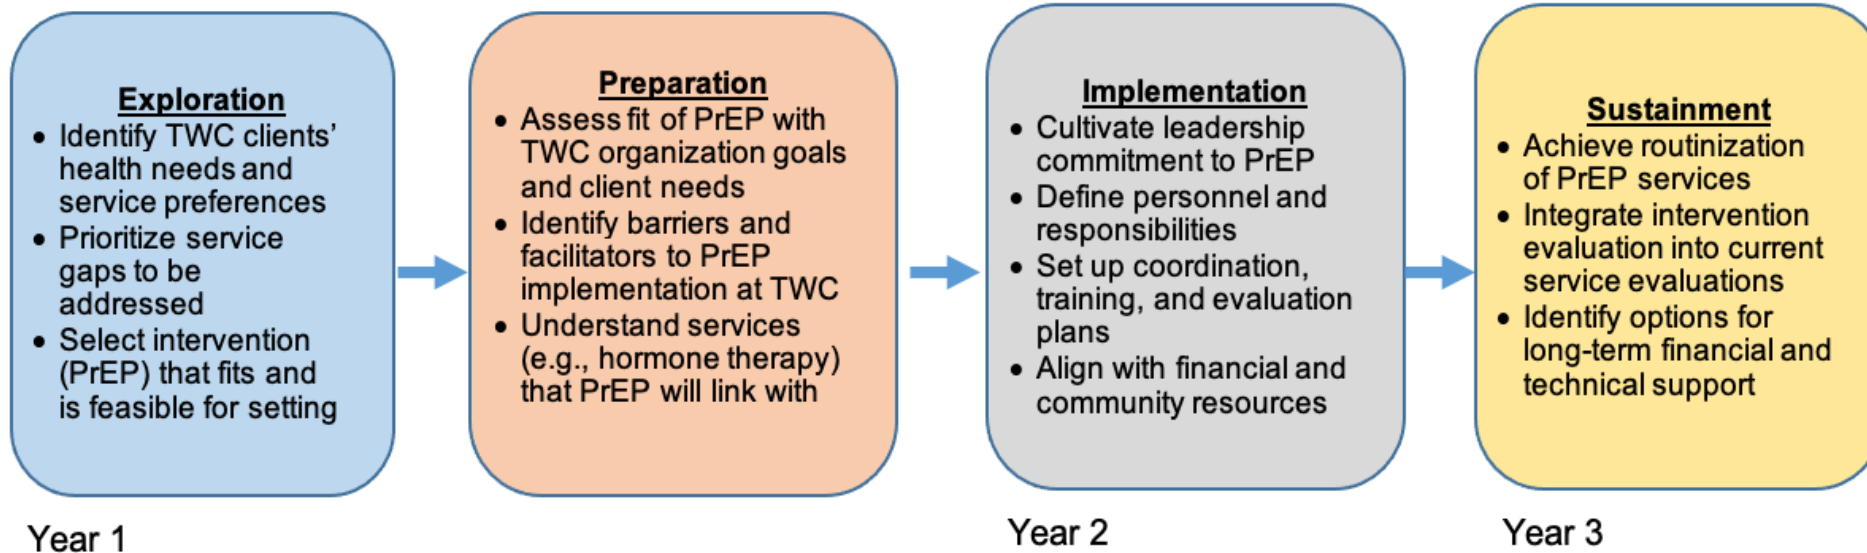 Exploration
• Identify TWC clients’
health needs and
service preferences
• Prioritize service
gaps to be
addressed
• Select intervention
(PrEP) that fits and
is feasible for setting
Preparation
• Assess fit of PrEP with
TWC organization goals
and client needs
• Identify barriers and
facilitators to PrEP
implementation at TWC
• Understand services
(e.g., hormone therapy)
that PrEP will link with
Implementation
• Cultivate leadership
commitment to PrEP
• Define personnel and
responsibilities
• Set up coordination,
training, and evaluation
plans
• Align with financial and
community resources
Sustainment
• Achieve routinization
of PrEP services
• Integrate intervention
evaluation into current
service evaluations
• Identify options for
long-term financial and
technical support
Year 1
Year 2
Year 3